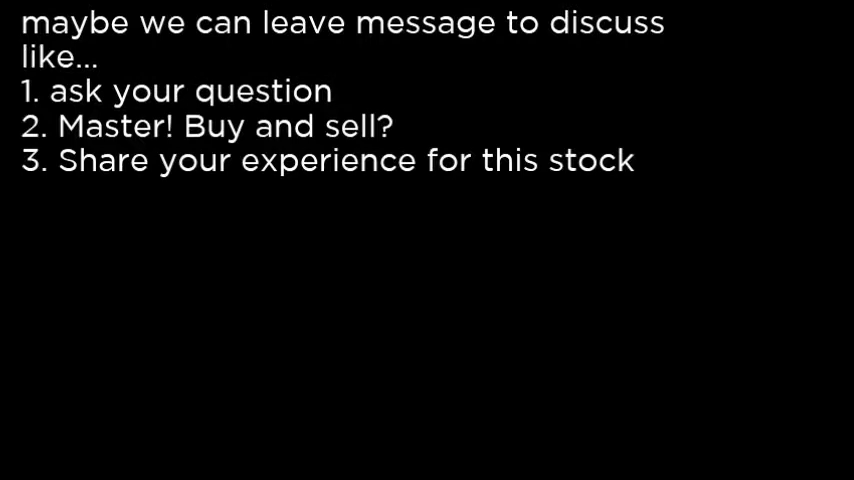 maybe we can leave message to discuss
like...
1. ask your question
2. Master! Buy and sell?
3. Share your experience for this stock